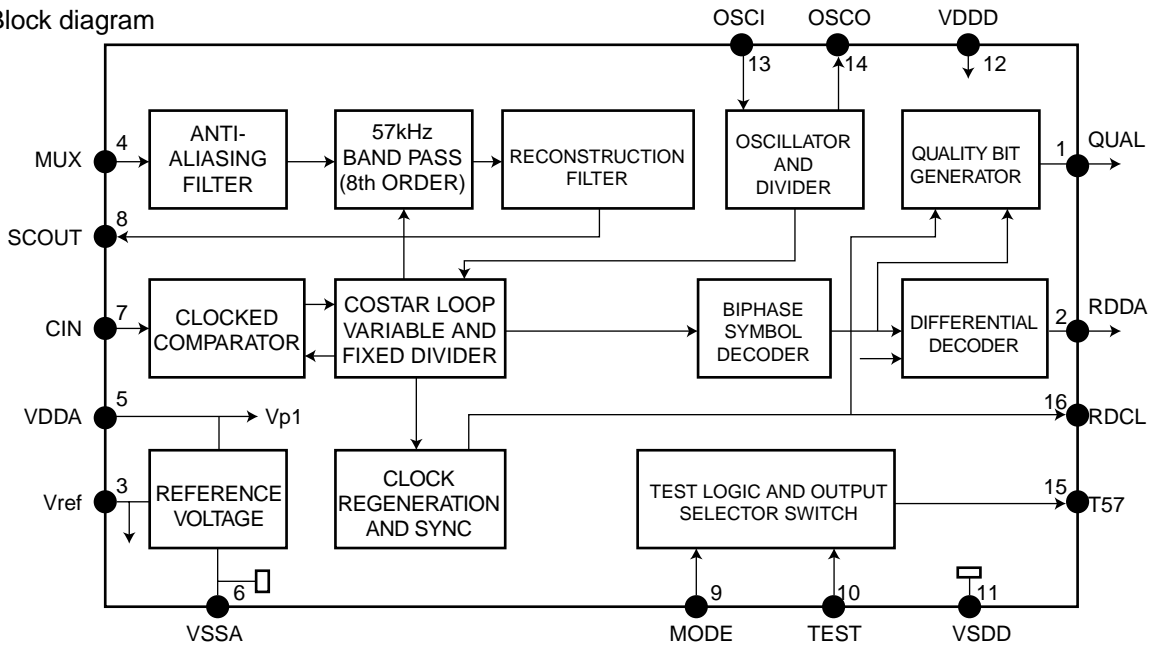 Block diagram
OSCI
OSCO
VDDD
13
14
12
MUX
4
ANTI-
ALIASING
FILTER
57kHz
BAND PASS
(8th ORDER)
RECONSTRUCTION
FILTER
OSCILLATOR
AND
DIVIDER
QUALITY BIT
GENERATOR
1
QUAL
SCOUT
8
CIN
7
CLOCKED
COMPARATOR
COSTAR LOOP
VARIABLE AND
FIXED DIVIDER
BIPHASE
SYMBOL
DECODER
DIFFERENTIAL
DECODER
2
RDDA
VDDA
5
Vp1
16
RDCL
Vref
3
REFERENCE
VOLTAGE
CLOCK
REGENERATION
AND SYNC
TEST LOGIC AND OUTPUT
SELECTOR SWITCH
15
T57
6
9
10
11
VSSA
MODE
TEST
VSDD